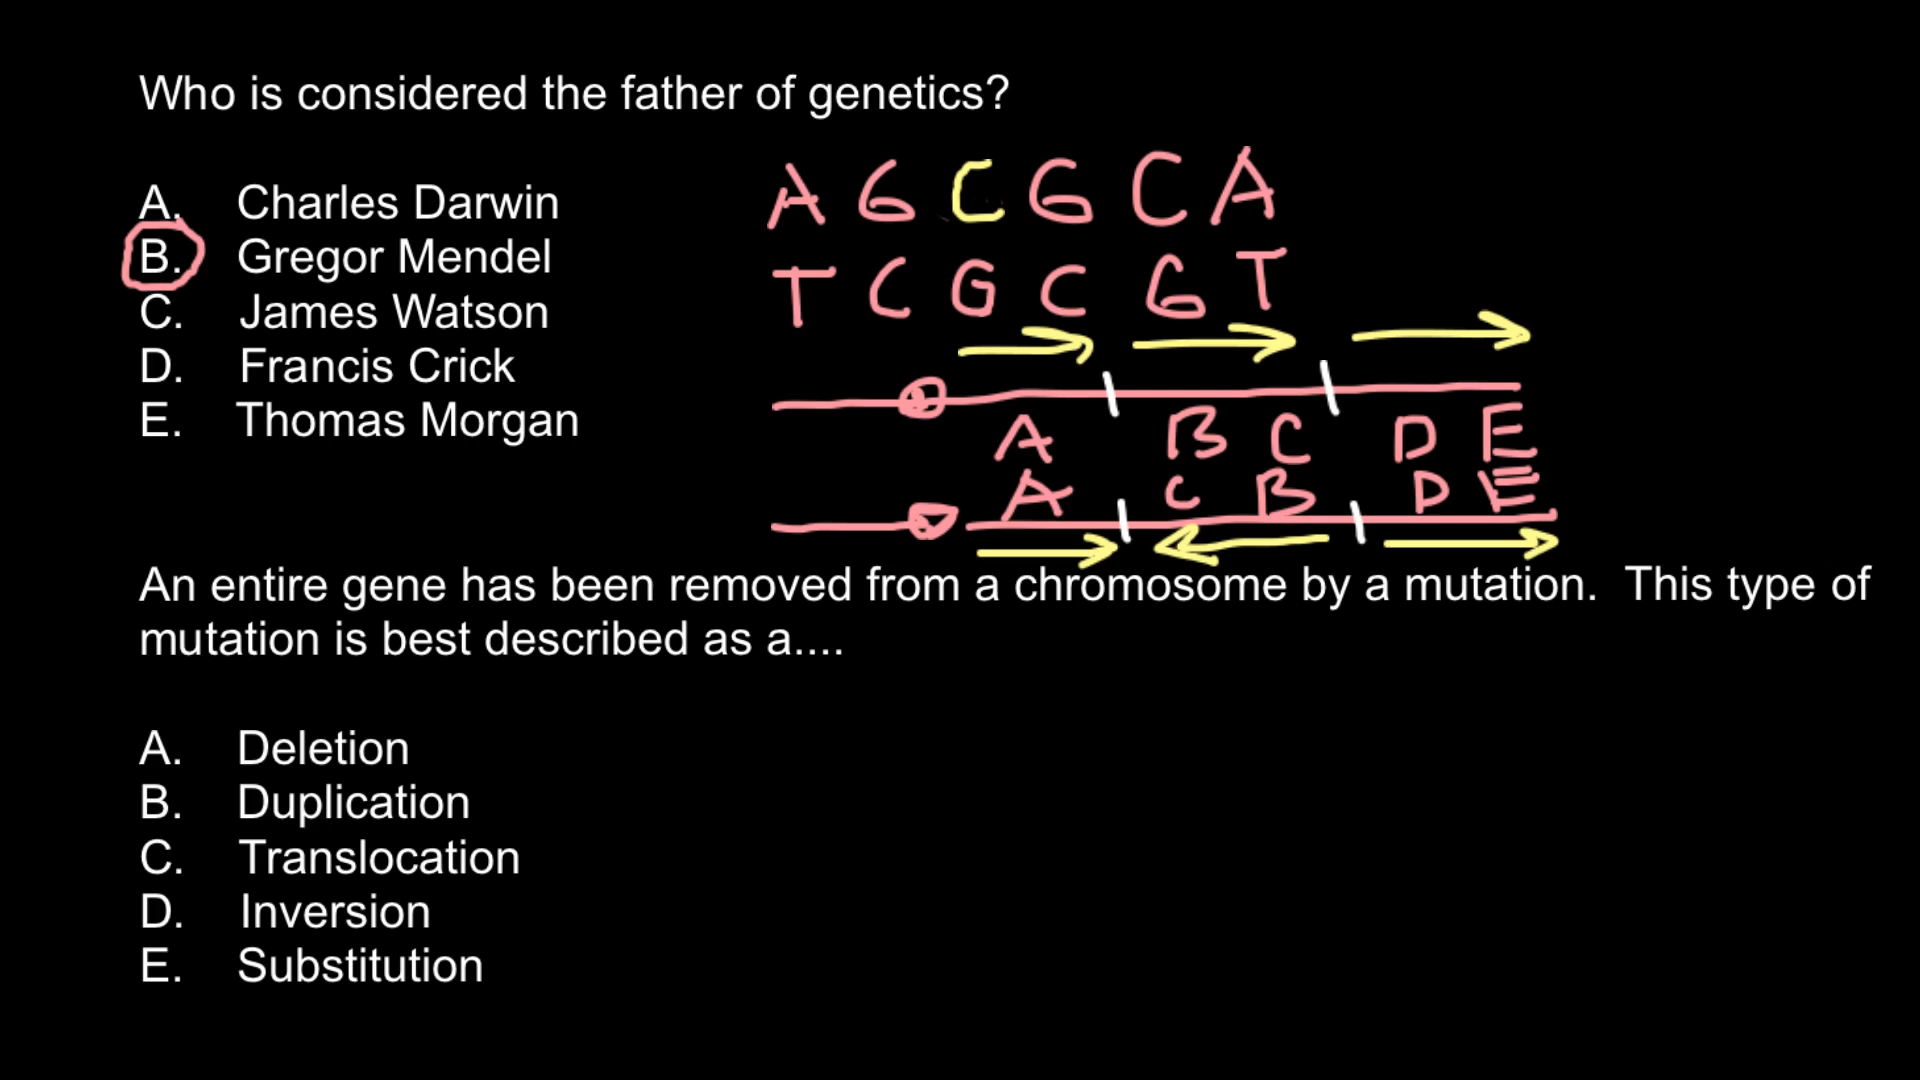 Who is considered the father of genetics?
A. Charles Darwin
B. Gregor Mendel
C. James Watson
D. Francis Crick
E. Thomas Morgan
A G C G C A
T C G C G T
A B C D E
A C B D E
An entire gene has been removed from a chromosome by a mutation. This type of
mutation is best described as a....
A. Deletion
B. Duplication
C. Translocation
D. Inversion
E. Substitution